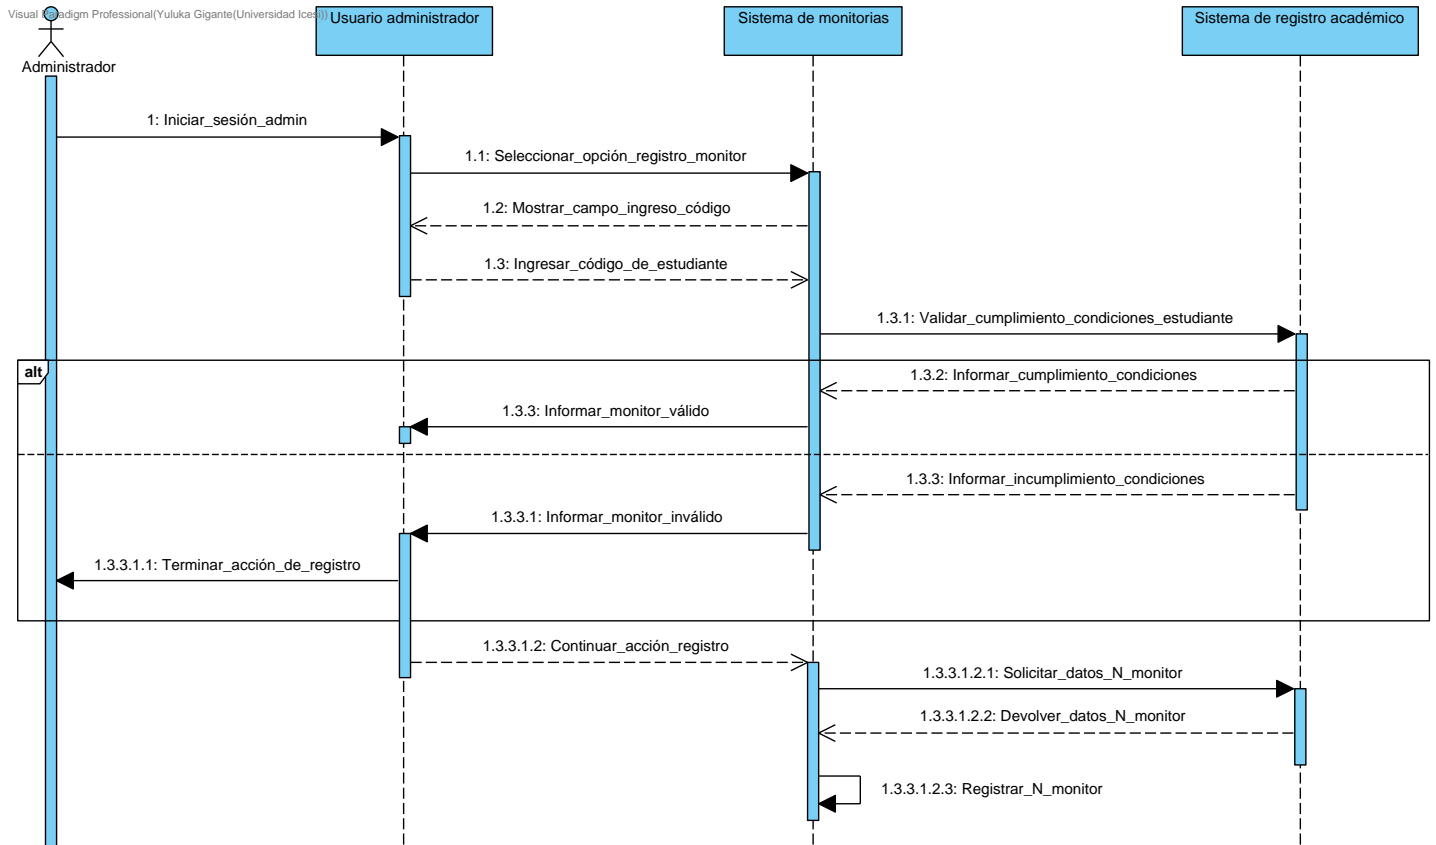 Visual Paradigm Professional(Yuluka Gigante(Universidad Icesi))
Administrador
Usuario administrador
Sistema de monitorias
Sistema de registro académico
1: Iniciar_sesión_admin
1.1: Seleccionar_opción_registro_monitor
1.2: Mostrar_campo_ingreso_código
1.3: Ingresar_código_de_estudiante
1.3.1: Validar_cumplimiento_condiciones_estudiante
alt
1.3.2: Informar_cumplimiento_condiciones
1.3.3: Informar_monitor_válido
1.3.3: Informar_incumplimiento_condiciones
1.3.3.1: Informar_monitor_inválido
1.3.3.1.1: Terminar_acción_de_registro
1.3.3.1.2: Continuar_acción_registro
1.3.3.1.2.1: Solicitar_datos_N_monitor
1.3.3.1.2.2: Devolver_datos_N_monitor
1.3.3.1.2.3: Registrar_N_monitor